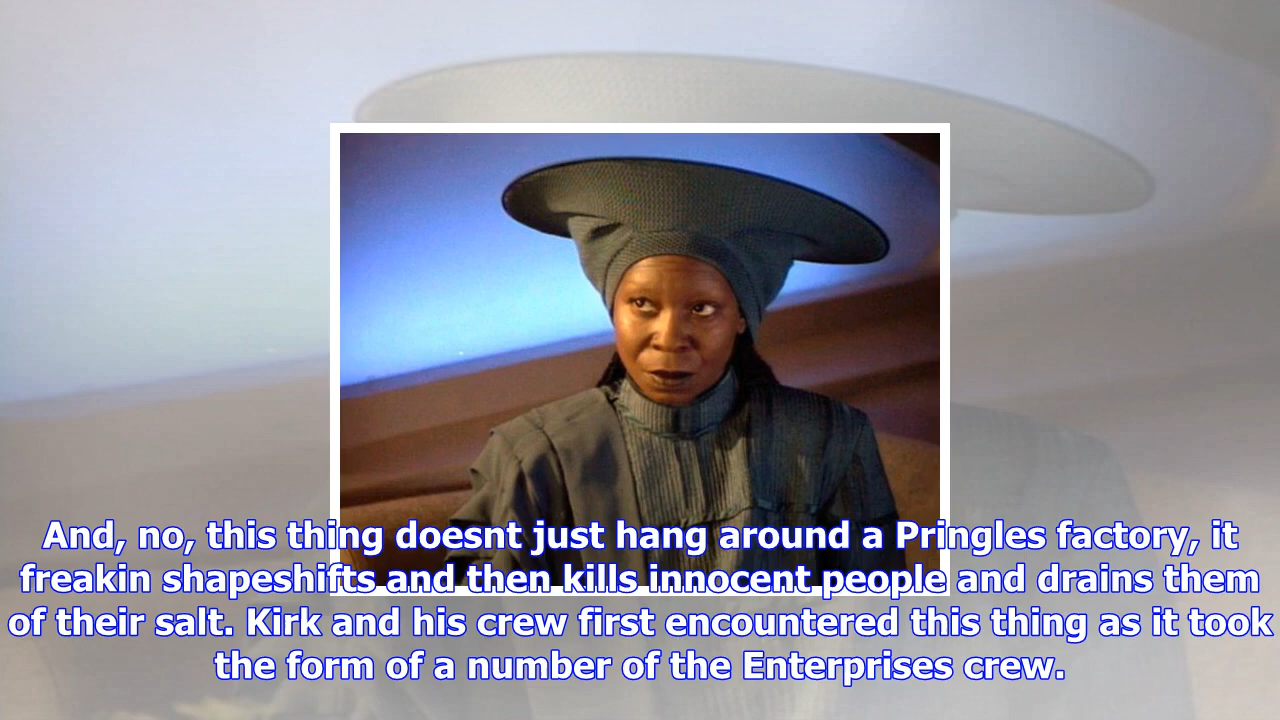 And, no, this thing doesnt just hang around a Pringles factory, it
freakin shapeshifts and then kills innocent people and drains them
of their salt. Kirk and his crew first encountered this thing as it took
the form of a number of the Enterprises crew.